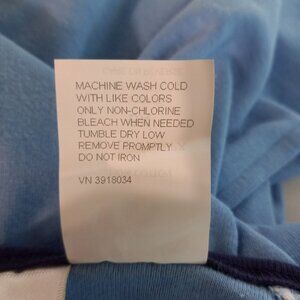 MACHINE WASH COLD
WITH LIKE COLORS
ONLY NON-CHLORINE
BLEACH WHEN NEEDED
TUMBLE DRY LOW
REMOVE PROMPTLY
DO NOT IRON
VN 3918034